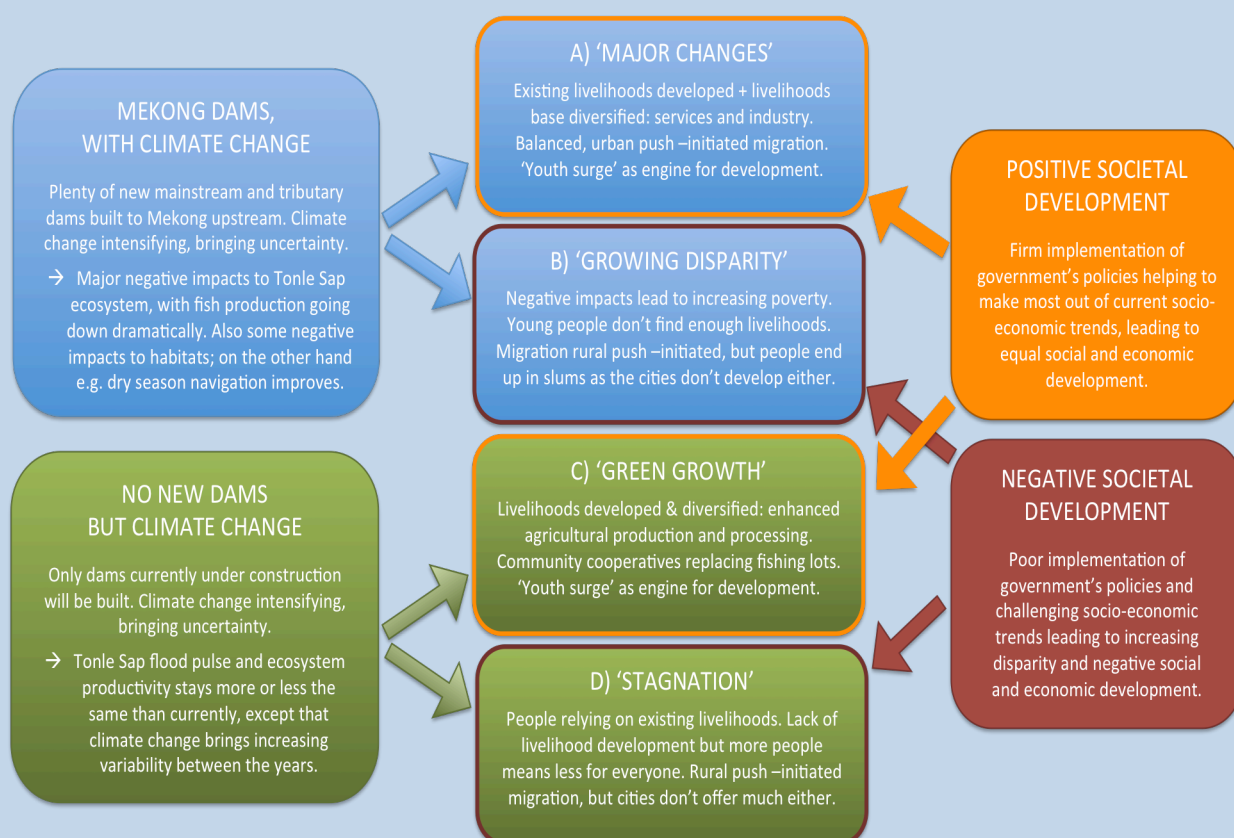 MEKONG DAMS,
WITH CLIMATE CHANGE
Plenty of new mainstream and tributary
dams built to Mekong upstream. Climate
change intensifying, bringing uncertainty.
→ Major negative impacts to Tonle Sap
ecosystem, with fish production going
down dramatically. Also some negative
impacts to habitats; on the other hand
e.g. dry season navigation improves.
NO NEW DAMS
BUT CLIMATE CHANGE
Only dams currently under construction
will be built. Climate change intensifying,
bringing uncertainty.
→ Tonle Sap flood pulse and ecosystem
productivity stays more or less the
same than currently, except that
climate change brings increasing
variability between the years.
A) ‘MAJOR CHANGES’
Existing livelihoods developed + livelihoods
base diversified: services and industry.
Balanced, urban push –initiated migration.
‘Youth surge’ as engine for development.
B) ‘GROWING DISPARITY’
Negative impacts lead to increasing poverty.
Young people don’t find enough livelihoods.
Migration rural push –initiated, but people end
up in slums as the cities don’t develop either.
C) ‘GREEN GROWTH’
Livelihoods developed & diversified: enhanced
agricultural production and processing.
Community cooperatives replacing fishing lots.
‘Youth surge’ as engine for development.
D) ‘STAGNATION’
People relying on existing livelihoods. Lack of
livelihood development but more people
means less for everyone. Rural push –initiated
migration, but cities don’t offer much either.
POSITIVE SOCIETAL
DEVELOPMENT
Firm implementation of
government’s policies helping to
make most out of current socio-
economic trends, leading to
equal social and economic
development.
NEGATIVE SOCIETAL
DEVELOPMENT
Poor implementation of
government’s policies and
challenging socio-economic
trends leading to increasing
disparity and negative social
and economic development.